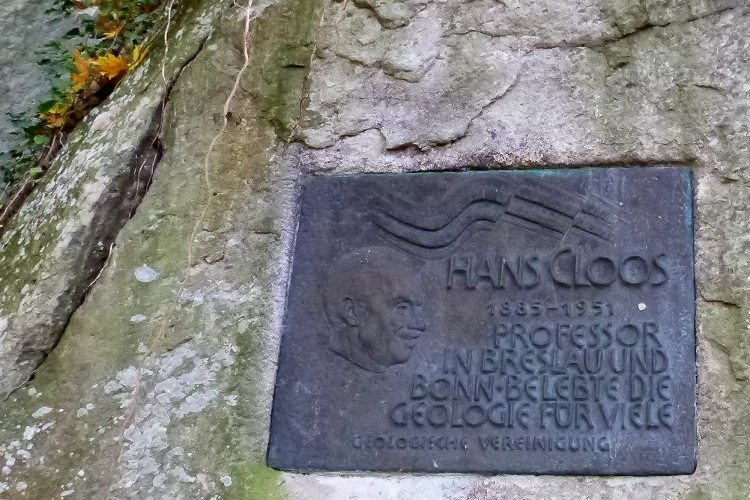 HANS CLOOS
1885-1951
PROFESSOR
IN BRESLAU UND
BONN·BELEBTE DIE
GEOLOGIE FÜR VIELE
GEOLOGISCHE VEREINIGUNG